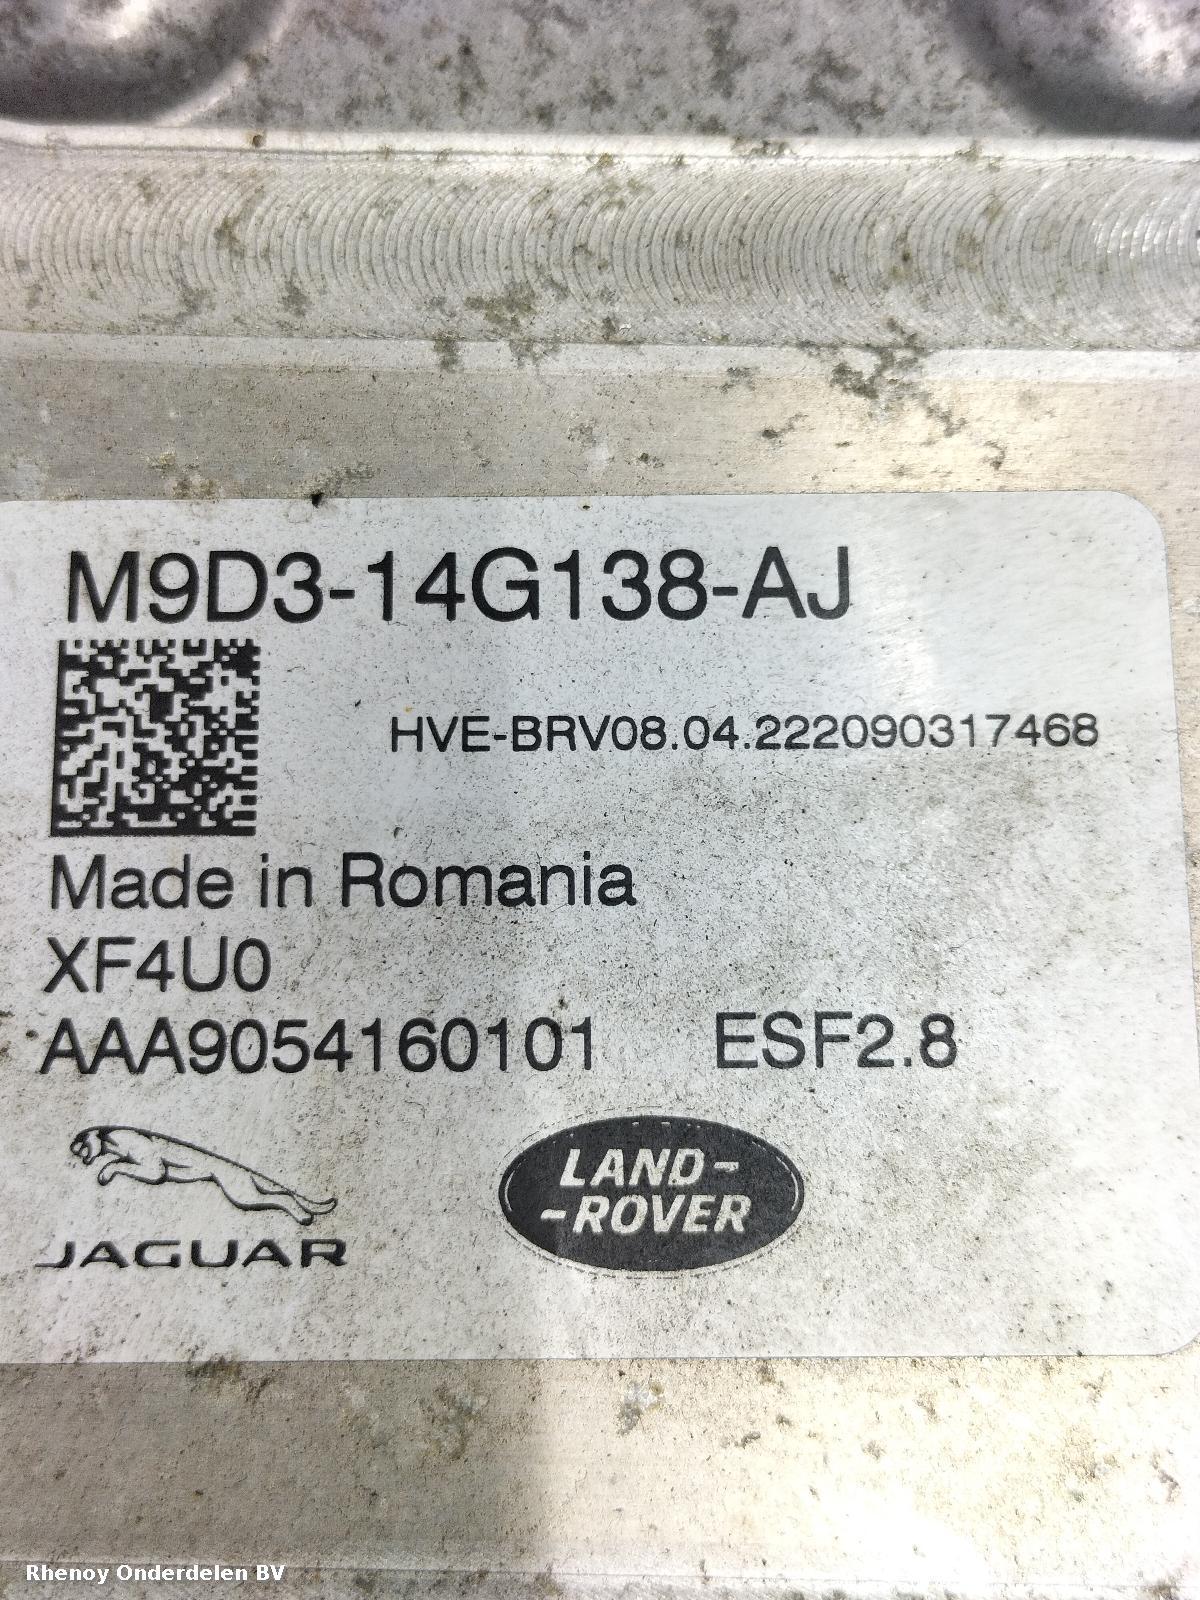 M9D3-14G138-AJ
HVE-BRV08.04.222090317468
Made in Romania
XF4U0
AAA9054160101 ESF2.8
JAGUAR
LAND-
-ROVER
Rhenoy Onderdelen BV